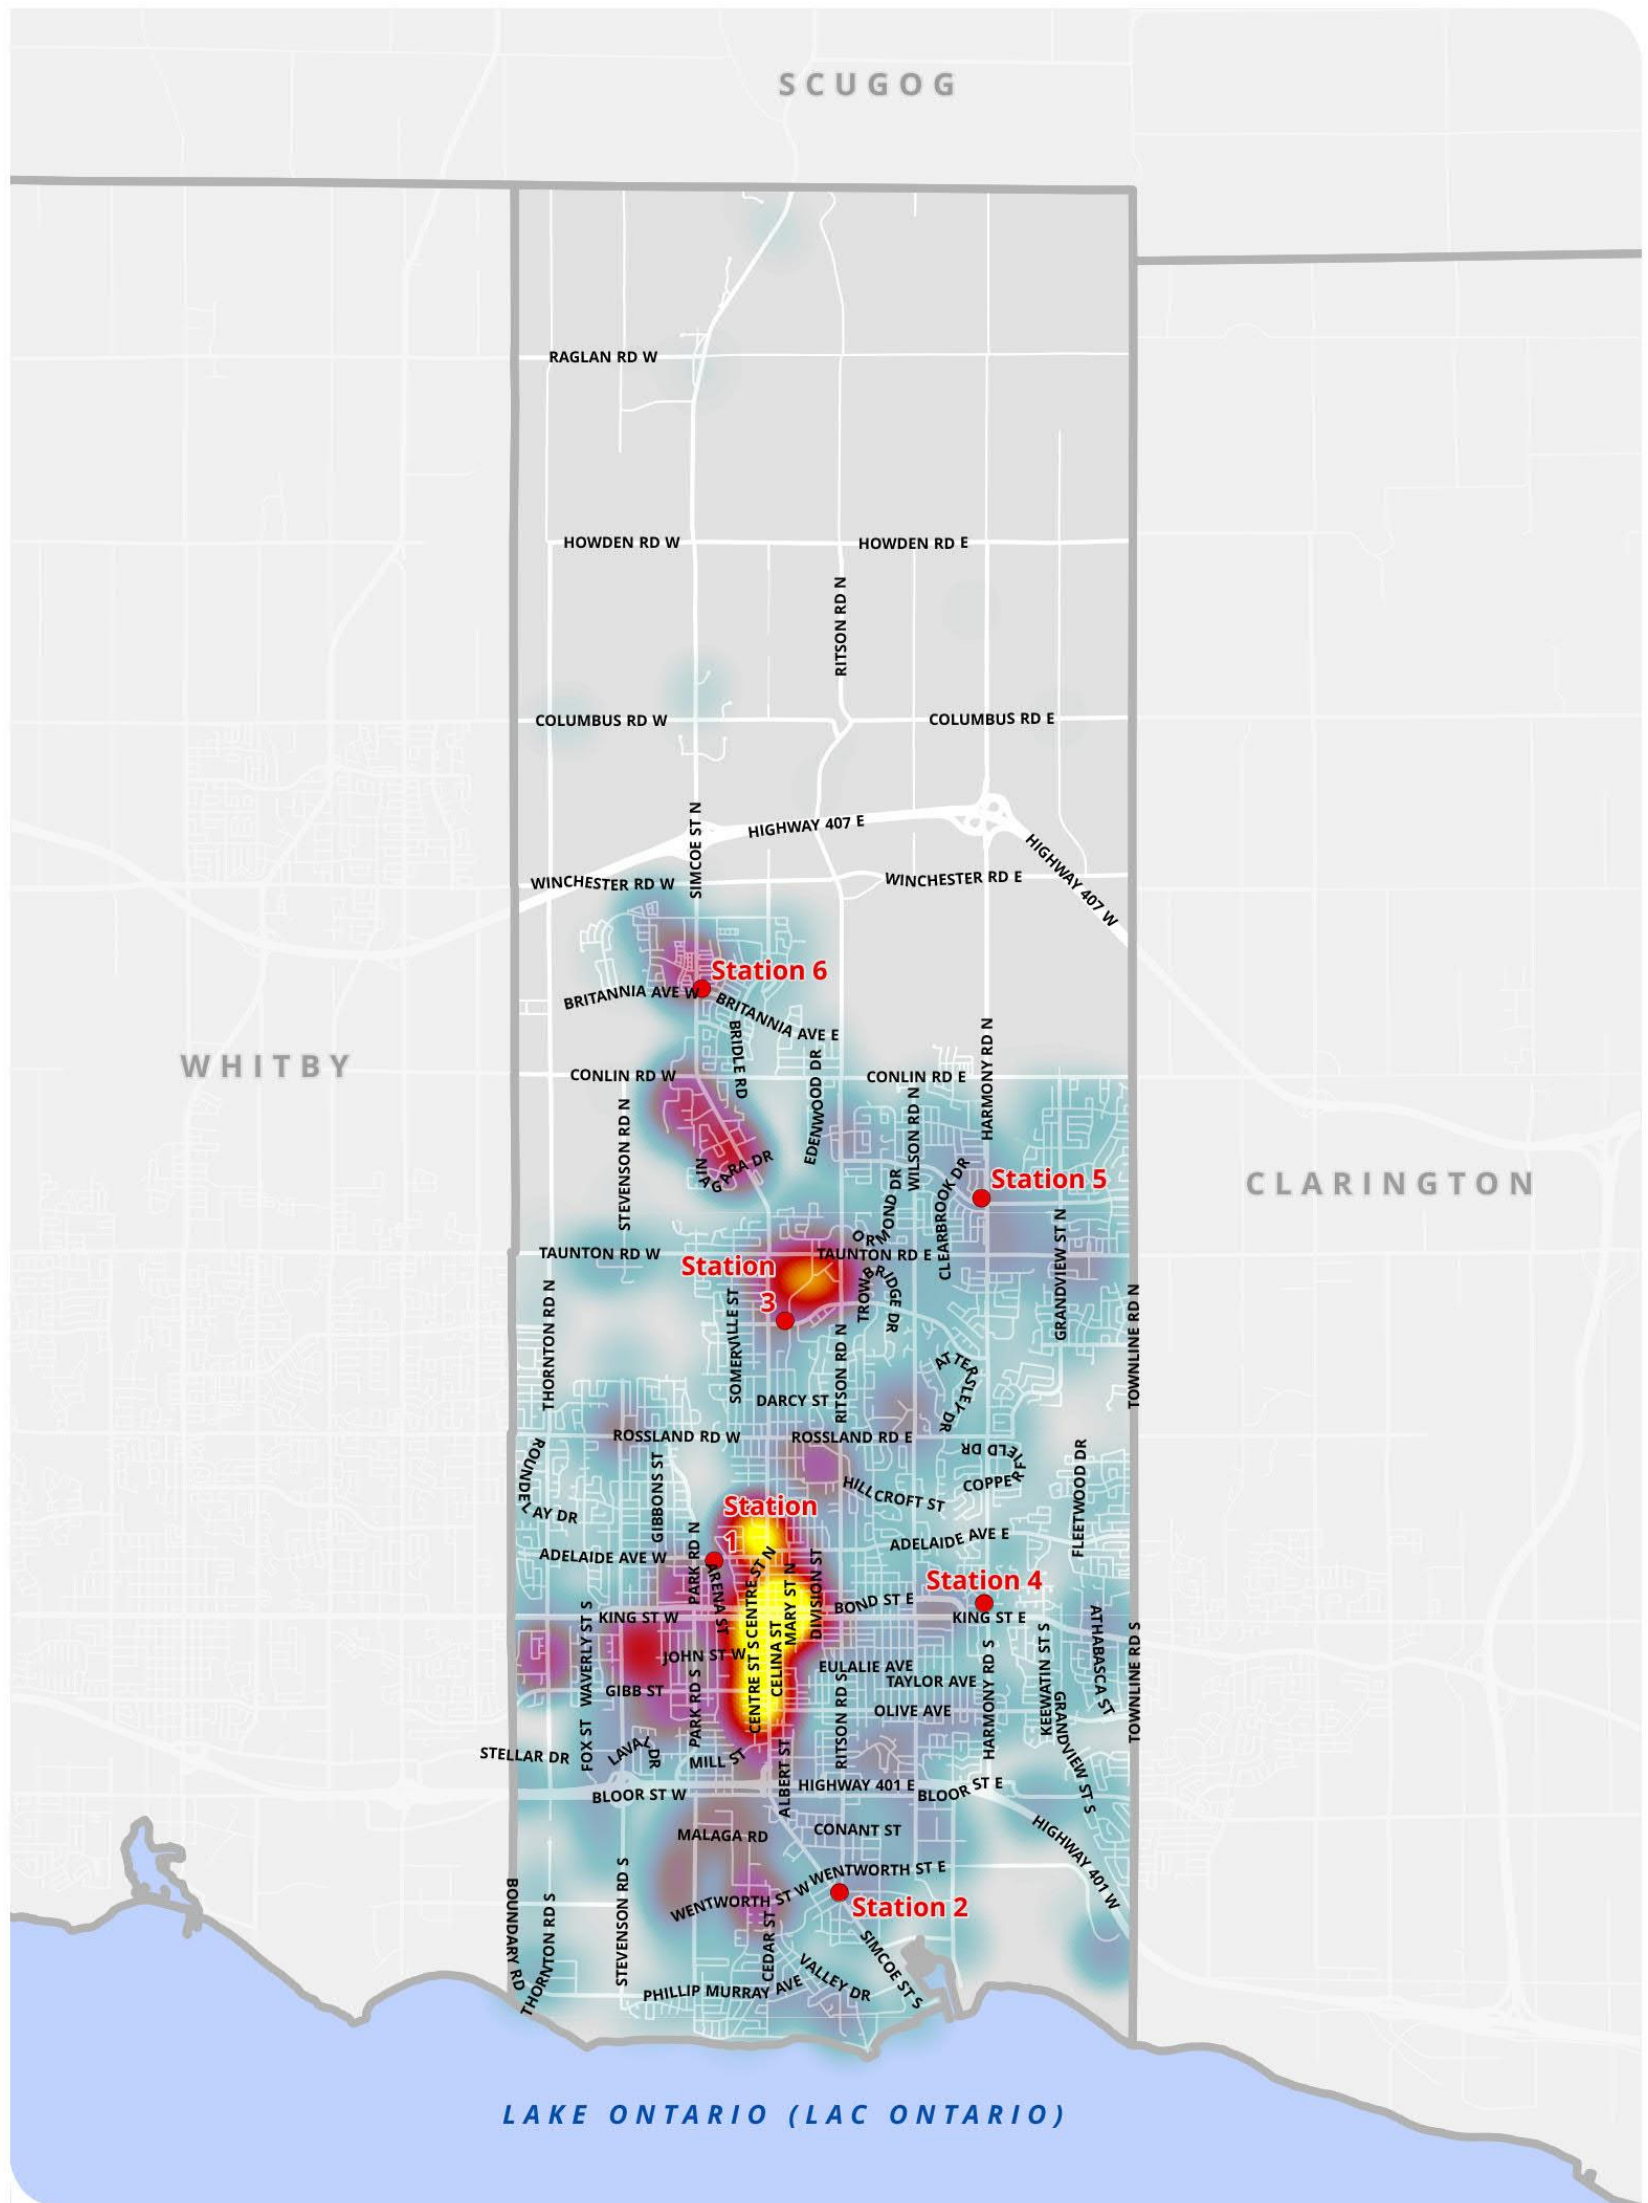 SCUGOG
RAGLAN RD W
HOWDEN RD W
HOWDEN RD E
RITSON RD N
COLUMBUS RD W
COLUMBUS RD E
SIMCOE ST N
HIGHWAY 407 E
HIGHWAY 407 W
WINCHESTER RD W
WINCHESTER RD E
Station 6
BRITANNIA AVE W
BRITANNIA AVE E
WHITBY
BRIDLE RD
CONLIN RD W
CONLIN RD E
EDENWOOD DR
HARMONY RD N
WILSON RD N
STEVENSON RD N
NIAGARA DR
CLEARBROOK DR
Station 5
CLARINGTON
ORMOND DR
GRANDVIEW ST N
TAUNTON RD W
TAUNTON RD E
Station
3
TROWBRIDGE DR
THORNTON RD N
SOMERVILLE ST
RITSON RD N
TOWNLINE RD N
ATTERSLEY DR
DARCY ST
ROSSLAND RD W
ROSSLAND RD E
COPPERFIELD DR
ROUNDELAY DR
GIBBONS ST
HILLCROFT ST
FLEETWOOD DR
Station
1
PARK RD N
ADELAIDE AVE W
ADELAIDE AVE E
ARENA ST
CENTRE ST N
MARY ST N
DIVISION ST
Station 4
BOND ST E
KING ST W
KING ST E
WAVERLY ST S
ATHABASCA ST
JOHN ST W
CENTRE ST S
CELINA ST
EULALIE AVE
TAYLOR AVE
GIBB ST
PARK RD S
RITSON RD S
OLIVE AVE
HARMONY RD S
KEEWATIN ST S
GRANDVIEW ST S
TOWNLINE RD S
STELLAR DR
FOX ST
LAVAL DR
MILL ST
ALBERT ST
HIGHWAY 401 E
BLOOR ST W
BLOOR ST E
MALAGA RD
CONANT ST
HIGHWAY 401 W
WENTWORTH ST W
WENTWORTH ST E
Station 2
BOUNDARY RD
THORNTON RD S
STEVENSON RD S
CEDAR ST
SIMCOE ST S
VALLEY DR
PHILLIP MURRAY AVE
LAKE ONTARIO (LAC ONTARIO)